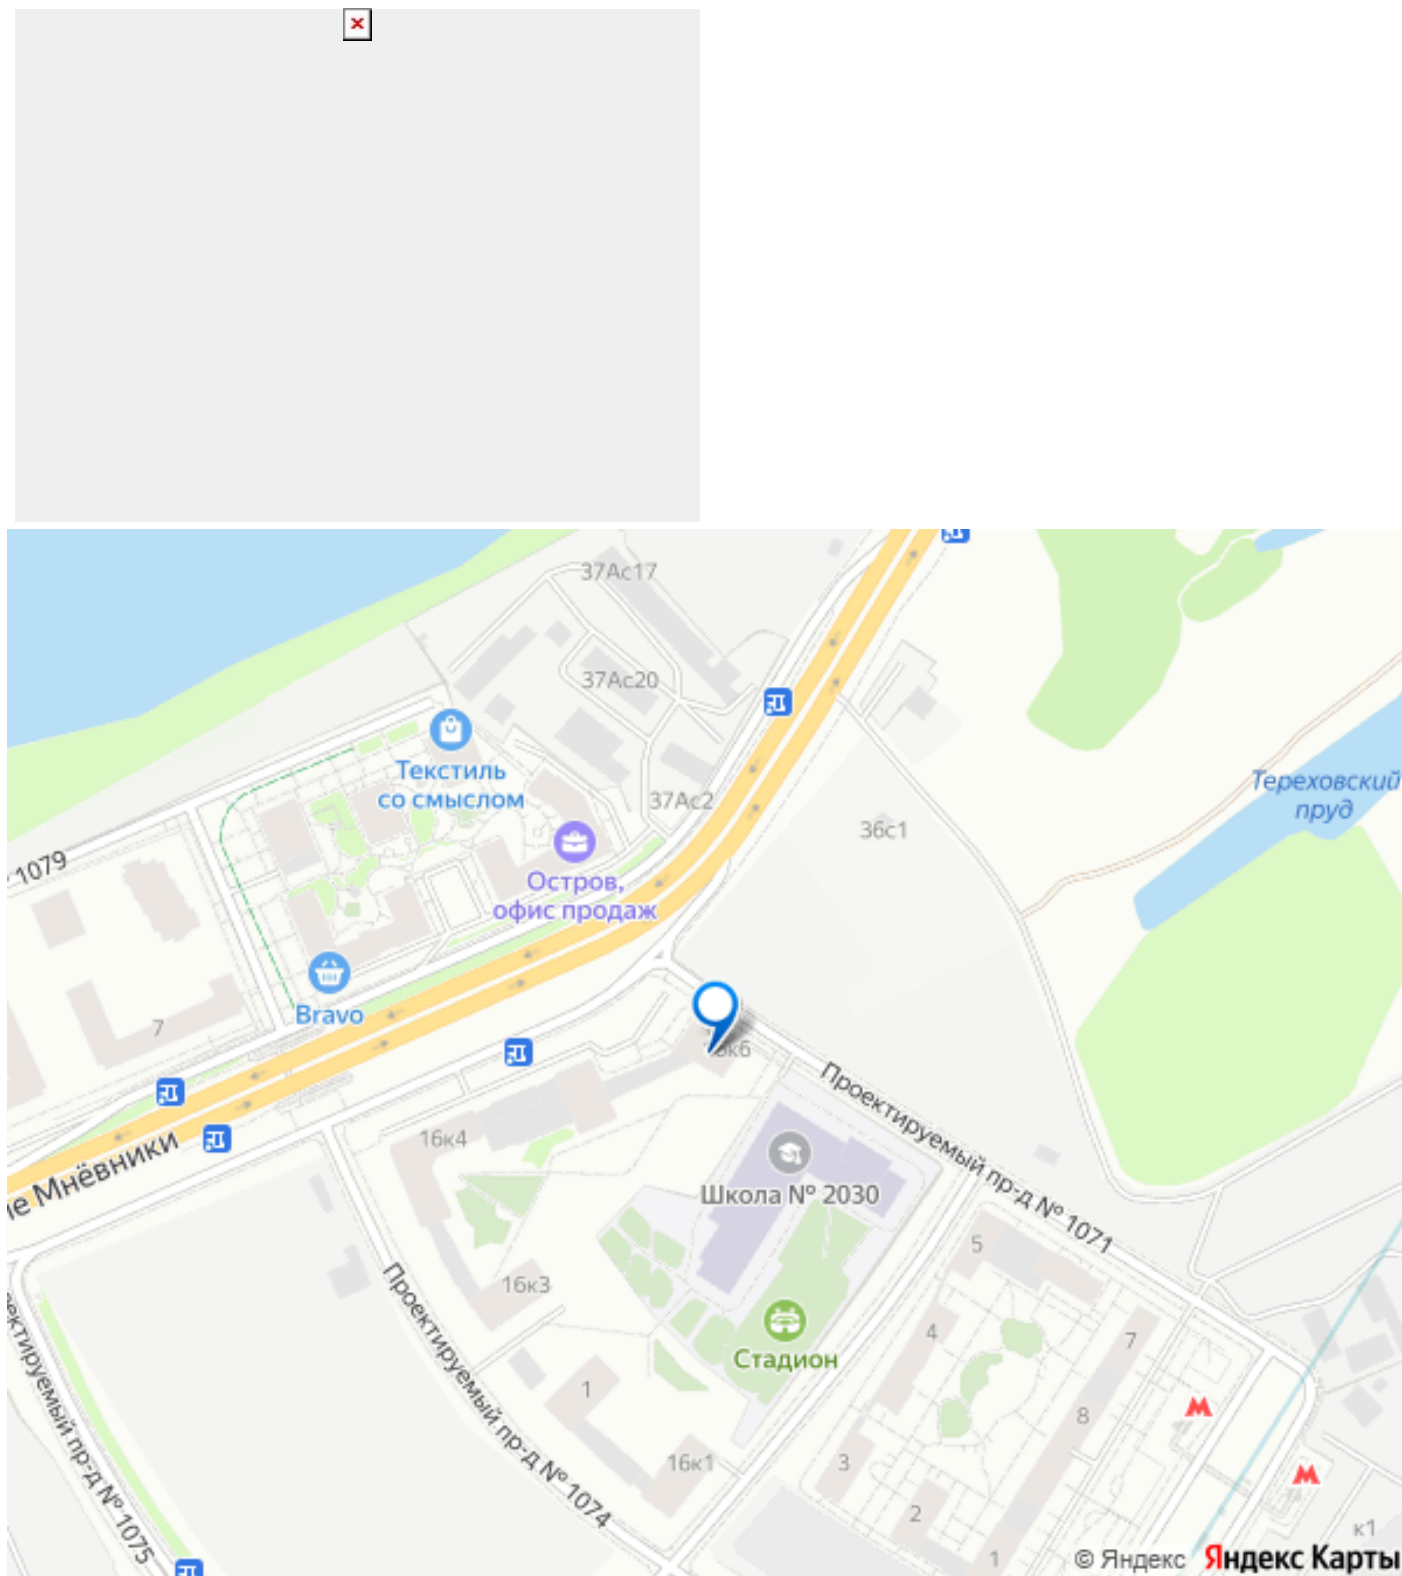 37Ас17
37Ас20
Текстиль
со смыслом
37Ас2
Тереховский
пруд
36с1
1079
Остров,
офис продаж
Bravo
7
Проектируемый пр-д № 1071
16к4
е Мнёвники
Школа № 2030
5
16к3
Проектируемый пр-д № 1074
4
7
Стадион
1
8
16к1
3
ектируемый пр-д № 1075
2
к1
1
© Яндекс Яндекс Карты